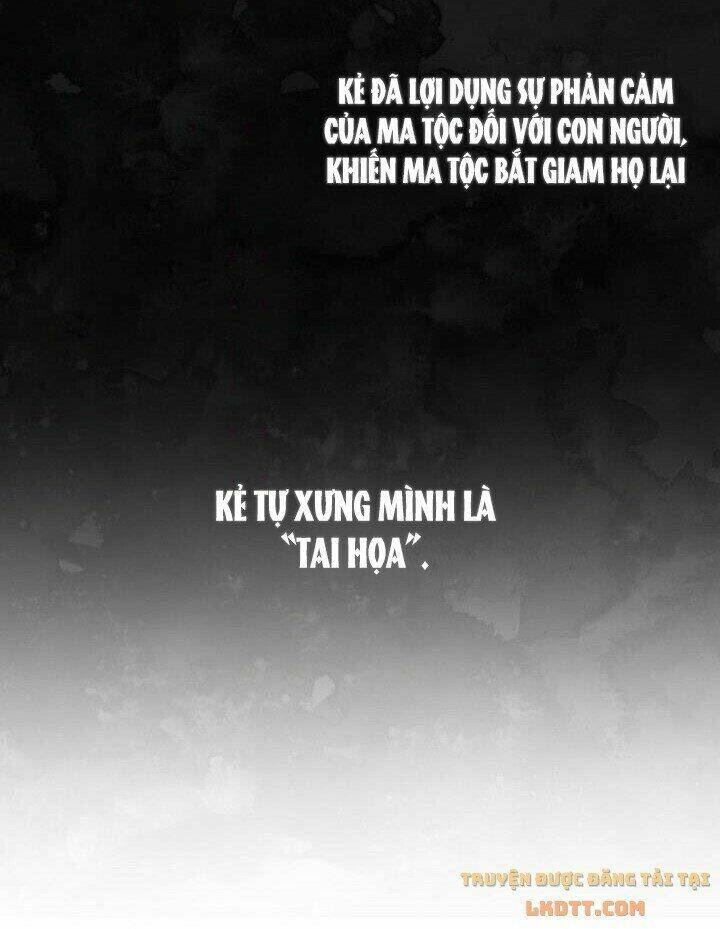 KẺ ĐÃ LỢI DỤNG SỰ PHẢN CẢM
CỦA MA TỘC ĐỐI VỚI CON NGƯỜI,
KHIẾN MA TỘC BẮT GIAM HỌ LẠI
KẺ TỰ XƯNG MÌNH LÀ
“TAI HỌA”.
TRUYỆN ĐƯỢC ĐĂNG TẢI TẠI
LKDTT.COM